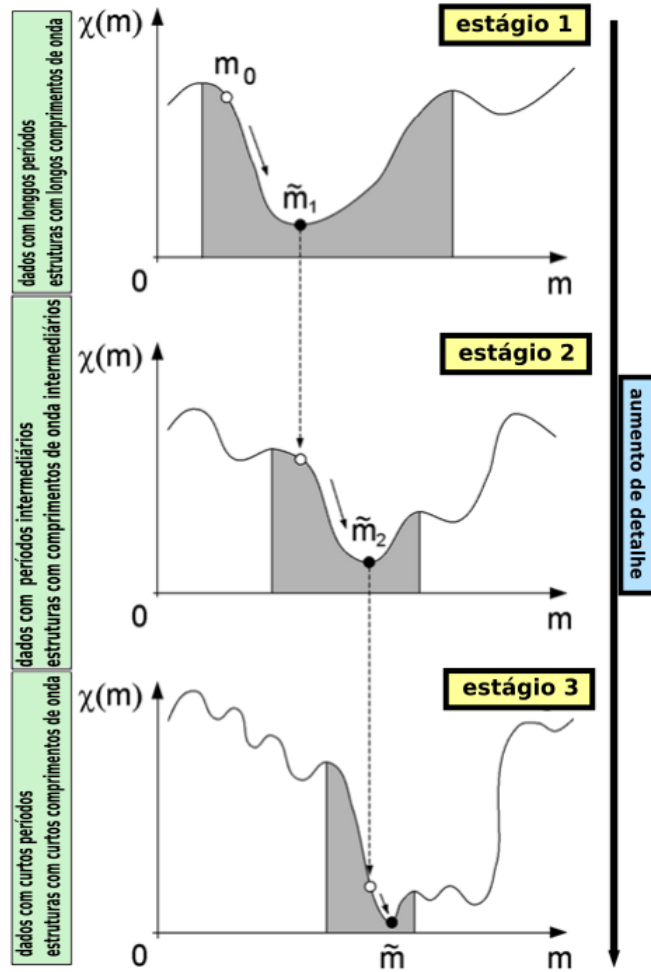 estágio 1
χ(m)
m₀
m̃₁
0
m
dados com longgos períodos
estruturas com longos comprimentos de onda
estágio 2
χ(m)
m̃₂
0
m
dados com períodos intermediários
estruturas com comprimentos de onda intermediários
aumento de detalhe
estágio 3
χ(m)
0
m̃
m
dados com curtos períodos
estruturas com curtos comprimentos de onda